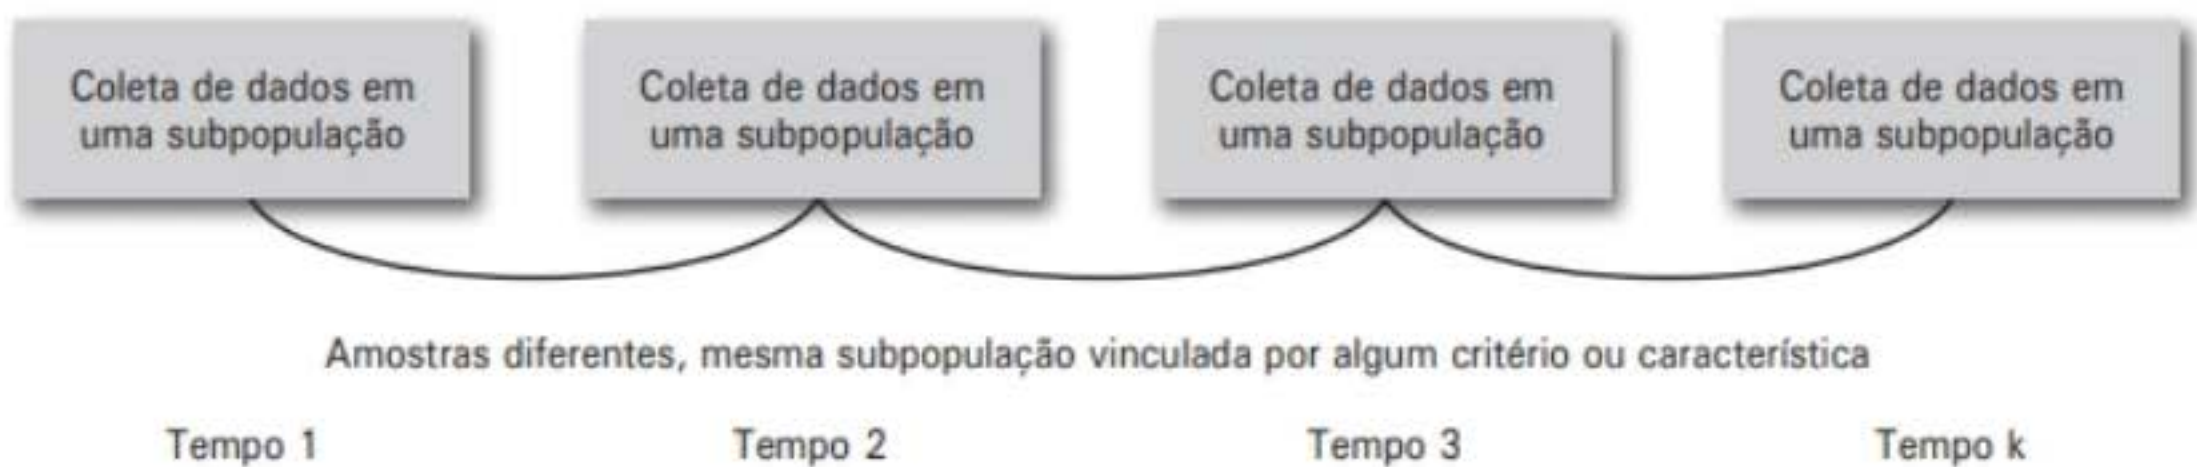 Coleta de dados em
uma subpopulação
Coleta de dados em
uma subpopulação
Coleta de dados em
uma subpopulação
Coleta de dados em
uma subpopulação
Amostras diferentes, mesma subpopulação vinculada por algum critério ou característica
Tempo 1
Tempo 2
Tempo 3
Tempo k